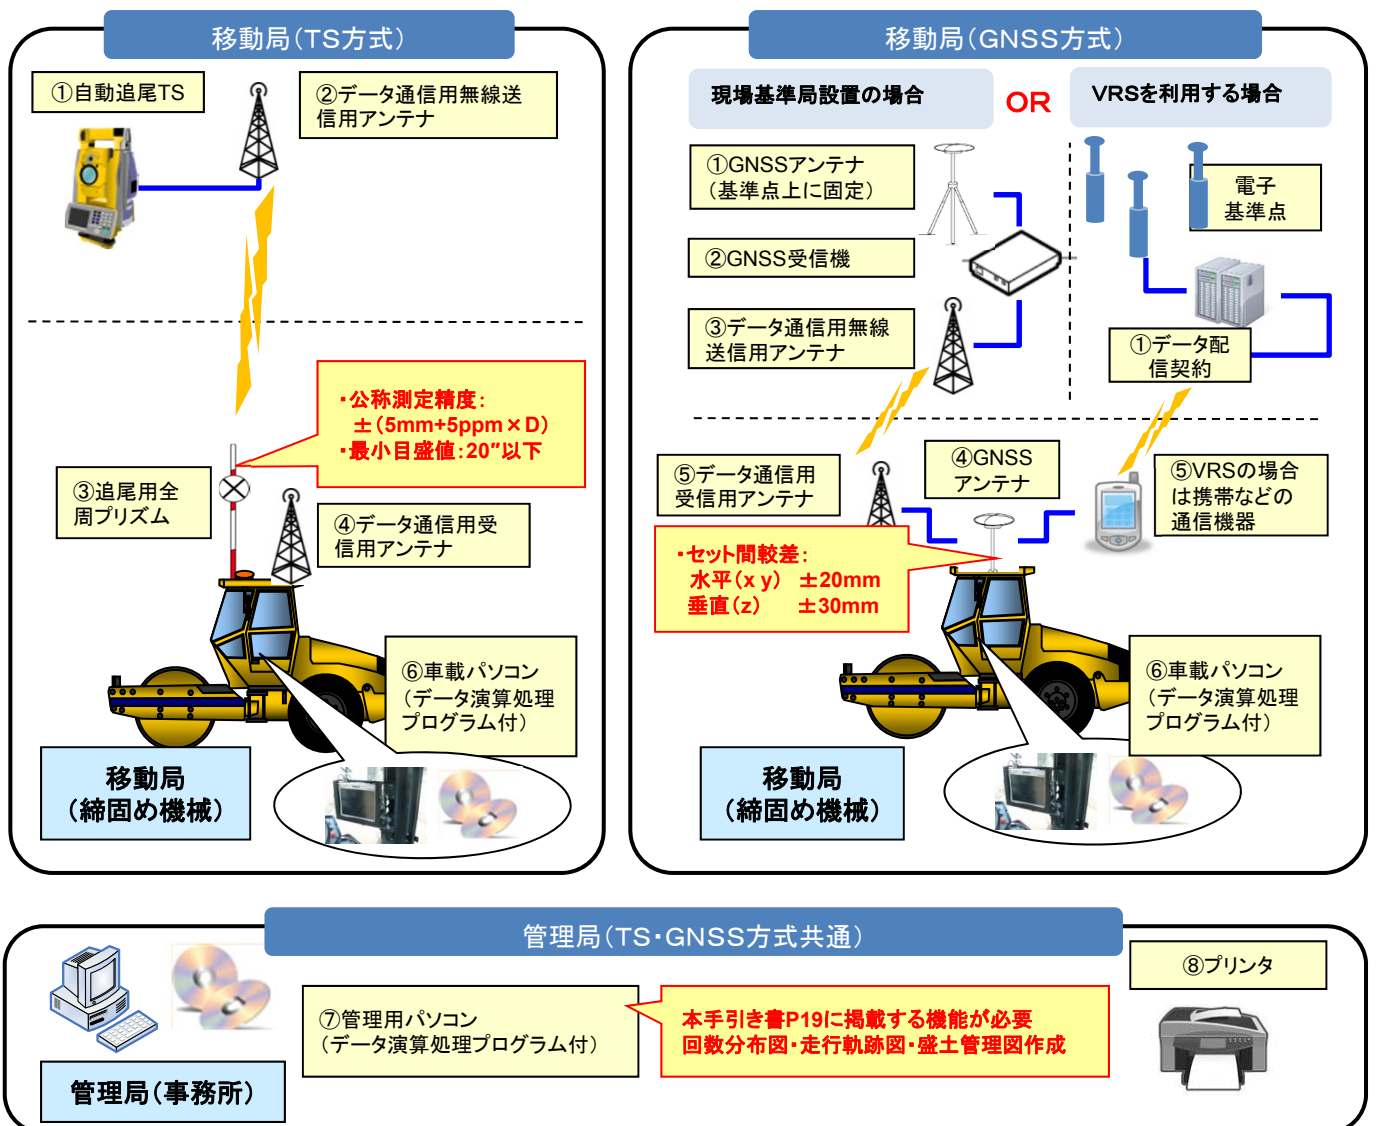 移動局（TS方式）
①自動追尾TS
②データ通信用無線送
信用アンテナ
・公称測定精度：
±（5mm+5ppm×D）
・最小目盛値：20″以下
③追尾用全
周プリズム
④データ通信用受
信用アンテナ
⑥車載パソコン
（データ演算処理
プログラム付）
移動局
（締固め機械）
移動局（GNSS方式）
現場基準局設置の場合
OR
VRSを利用する場合
①GNSSアンテナ
（基準点上に固定）
②GNSS受信機
③データ通信用無線
送信用アンテナ
電子
基準点
①データ配
信契約
⑤データ通信用
受信用アンテナ
④GNSS
アンテナ
⑤VRSの場合
は携帯などの
通信機器
・セット間較差：
水平（x y） ±20mm
垂直（z） ±30mm
⑥車載パソコン
（データ演算処理
プログラム付）
移動局
（締固め機械）
管理局（TS・GNSS方式共通）
⑦管理用パソコン
（データ演算処理プログラム付）
本手引き書P19に掲載する機能が必要
回数分布図・走行軌跡図・盛土管理図作成
⑧プリンタ
管理局（事務所）